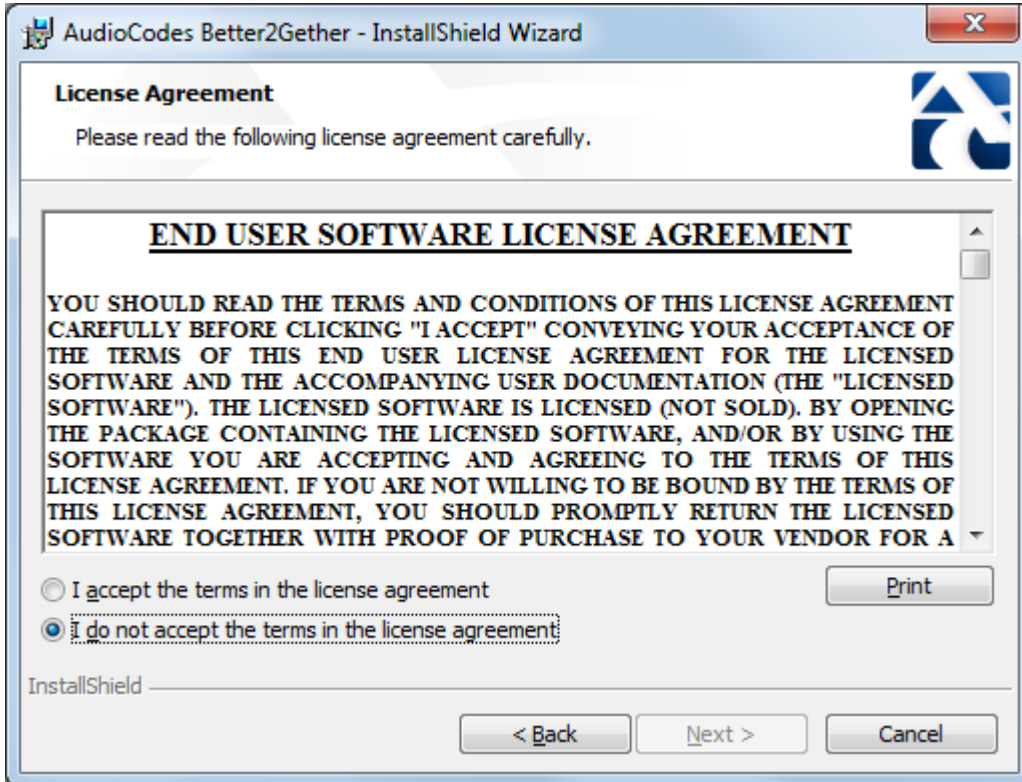 AudioCodes Better2Gether - InstallShield Wizard
License Agreement
Please read the following license agreement carefully.
END USER SOFTWARE LICENSE AGREEMENT
YOU SHOULD READ THE TERMS AND CONDITIONS OF THIS LICENSE AGREEMENT
CAREFULLY BEFORE CLICKING "I ACCEPT" CONVEYING YOUR ACCEPTANCE OF
THE TERMS OF THIS END USER LICENSE AGREEMENT FOR THE LICENSED
SOFTWARE AND THE ACCOMPANYING USER DOCUMENTATION (THE "LICENSED
SOFTWARE"). THE LICENSED SOFTWARE IS LICENSED (NOT SOLD). BY OPENING
THE PACKAGE CONTAINING THE LICENSED SOFTWARE, AND/OR BY USING THE
SOFTWARE YOU ARE ACCEPTING AND AGREEING TO THE TERMS OF THIS
LICENSE AGREEMENT. IF YOU ARE NOT WILLING TO BE BOUND BY THE TERMS OF
THIS LICENSE AGREEMENT, YOU SHOULD PROMPTLY RETURN THE LICENSED
SOFTWARE TOGETHER WITH PROOF OF PURCHASE TO YOUR VENDOR FOR A
I accept the terms in the license agreement
Print
I do not accept the terms in the license agreement
InstallShield
< Back Next > Cancel